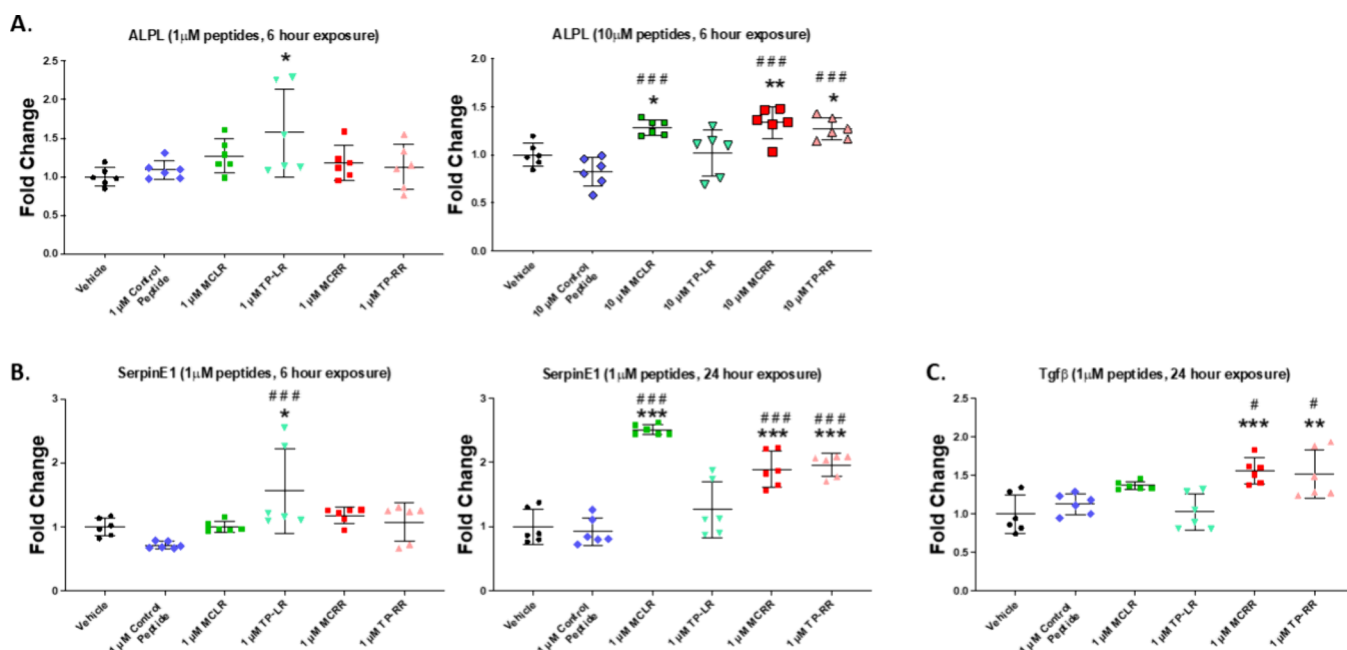 A.
ALPL (1µM peptides, 6 hour exposure)
Fold Change
2.5
2.0
1.5
1.0
0.5
0.0
*
Vehicle
1 µM Control
Peptide
1 µM MCLR
1 µM TP-LR
1 µM MCRR
1 µM TP-RR
ALPL (10µM peptides, 6 hour exposure)
Fold Change
2.0
1.5
1.0
0.5
0.0
###
*
###
**
###
*
Vehicle
10 µM Control
Peptide
10 µM MCLR
10 µM TP-LR
10 µM MCRR
10 µM TP-RR
B.
SerpinE1 (1µM peptides, 6 hour exposure)
Fold Change
3
2
1
0
###
*
Vehicle
1 µM Control
Peptide
1 µM MCLR
1 µM TP-LR
1 µM MCRR
1 µM TP-RR
SerpinE1 (1µM peptides, 24 hour exposure)
Fold Change
3
2
1
0
###
***
###
***
###
***
Vehicle
1 µM Control
Peptide
1 µM MCLR
1 µM TP-LR
1 µM MCRR
1 µM TP-RR
C.
Tgfβ (1µM peptides, 24 hour exposure)
Fold Change
2.5
2.0
1.5
1.0
0.5
0.0
#
***
#
**
Vehicle
1 µM Control
Peptide
1 µM MCLR
1 µM TP-LR
1 µM MCRR
1 µM TP-RR